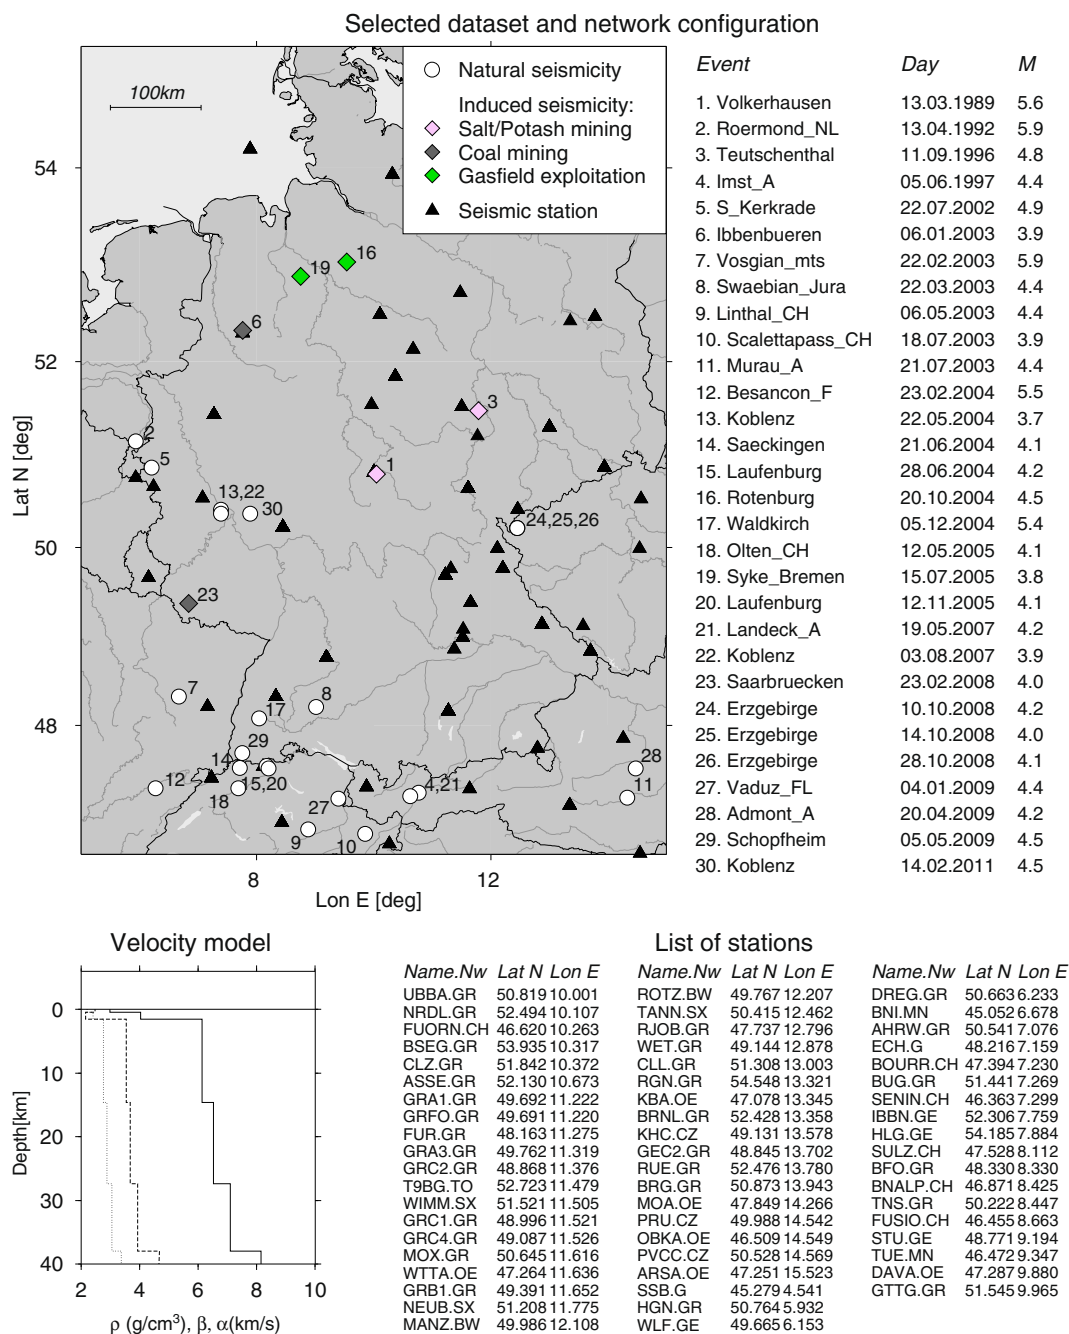 Selected dataset and network configuration
100km
Natural seismicity
Induced seismicity:
Salt/Potash mining
Coal mining
Gasfield exploitation
Seismic station
54
52
50
48
Lat N [deg]
8
12
Lon E [deg]
16
19
6
3
2
5
1
13,22
30
24,25,26
23
7
8
17
29
14
12
15,20
18
27
4,21
28
11
9
10
Event Day M
1. Volkerhausen 13.03.1989 5.6
2. Roermond_NL 13.04.1992 5.9
3. Teutschenthal 11.09.1996 4.8
4. Imst_A 05.06.1997 4.4
5. S_Kerkrade 22.07.2002 4.9
6. Ibbenbueren 06.01.2003 3.9
7. Vosgian_mts 22.02.2003 5.9
8. Swaebian_Jura 22.03.2003 4.4
9. Linthal_CH 06.05.2003 4.4
10. Scalettapass_CH 18.07.2003 3.9
11. Murau_A 21.07.2003 4.4
12. Besancon_F 23.02.2004 5.5
13. Koblenz 22.05.2004 3.7
14. Saeckingen 21.06.2004 4.1
15. Laufenburg 28.06.2004 4.2
16. Rotenburg 20.10.2004 4.5
17. Waldkirch 05.12.2004 5.4
18. Olten_CH 12.05.2005 4.1
19. Syke_Bremen 15.07.2005 3.8
20. Laufenburg 12.11.2005 4.1
21. Landeck_A 19.05.2007 4.2
22. Koblenz 03.08.2007 3.9
23. Saarbruecken 23.02.2008 4.0
24. Erzgebirge 10.10.2008 4.2
25. Erzgebirge 14.10.2008 4.0
26. Erzgebirge 28.10.2008 4.1
27. Vaduz_FL 04.01.2009 4.4
28. Admont_A 20.04.2009 4.2
29. Schopfheim 05.05.2009 4.5
30. Koblenz 14.02.2011 4.5
Velocity model
0
10
20
30
40
Depth[km]
2 4 6 8 10
ρ (g/cm³), β, α(km/s)
List of stations
Name.Nw Lat N Lon E
UBBA.GR 50.819 10.001
NRDL.GR 52.494 10.107
FUORN.CH 46.620 10.263
BSEG.GR 53.935 10.317
CLZ.GR 51.842 10.372
ASSE.GR 52.130 10.673
GRA1.GR 49.692 11.222
GRFO.GR 49.691 11.220
FUR.GR 48.163 11.275
GRA3.GR 49.762 11.319
GRC2.GR 48.868 11.376
T9BG.TO 52.723 11.479
WIMM.SX 51.521 11.505
GRC1.GR 48.996 11.521
GRC4.GR 49.087 11.526
MOX.GR 50.645 11.616
WTTA.OE 47.264 11.636
GRB1.GR 49.391 11.652
NEUB.SX 51.208 11.775
MANZ.BW 49.986 12.108
Name.Nw Lat N Lon E
ROTZ.BW 49.767 12.207
TANN.SX 50.415 12.462
RJOB.GR 47.737 12.796
WET.GR 49.144 12.878
CLL.GR 51.308 13.003
RGN.GR 54.548 13.321
KBA.OE 47.078 13.345
BRNL.GR 52.428 13.358
KHC.CZ 49.131 13.578
GEC2.GR 48.845 13.702
RUE.GR 52.476 13.780
BRG.GR 50.873 13.943
MOA.OE 47.849 14.266
PRU.CZ 49.988 14.542
OBKA.OE 46.509 14.549
PVCC.CZ 50.528 14.569
ARSA.OE 47.251 15.523
SSB.G 45.279 4.541
HGN.GR 50.764 5.932
WLF.GE 49.665 6.153
Name.Nw Lat N Lon E
DREG.GR 50.663 6.233
BNI.MN 45.052 6.678
AHRW.GR 50.541 7.076
ECH.G 48.216 7.159
BOURR.CH 47.394 7.230
BUG.GR 51.441 7.269
SENIN.CH 46.363 7.299
IBBN.GE 52.306 7.759
HLG.GE 54.185 7.884
SULZ.CH 47.528 8.112
BFO.GR 48.330 8.330
BNALP.CH 46.871 8.425
TNS.GR 50.222 8.447
FUSIO.CH 46.455 8.663
STU.GE 48.771 9.194
TUE.MN 46.472 9.347
DAVA.OE 47.287 9.880
GTTG.GR 51.545 9.965